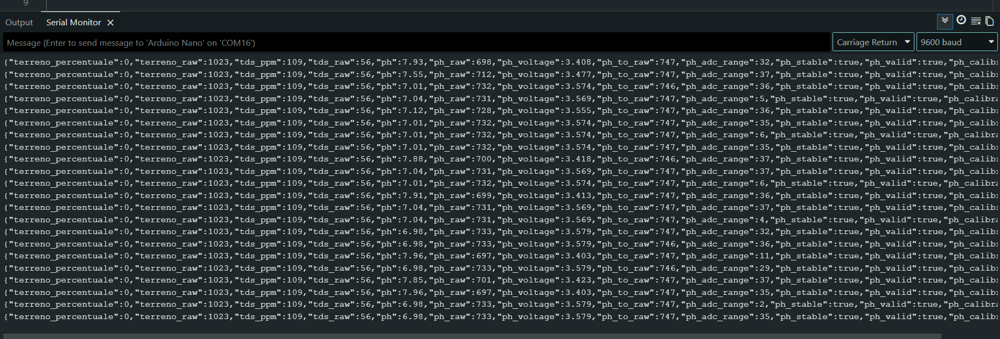 9
Output Serial Monitor
Message (Enter to send message to 'Arduino Nano' on 'COM16') Carriage Return 9600 baud
{"terreno_percentuale":0,"terreno_raw":1023,"tds_ppm":109,"tds_raw":56,"ph":7.93,"ph_raw":698,"ph_voltage":3.408,"ph_to_raw":747,"ph_adc_range":32,"ph_stable":true,"ph_valid":true,"ph_calibr
{"terreno_percentuale":0,"terreno_raw":1023,"tds_ppm":109,"tds_raw":56,"ph":7.55,"ph_raw":712,"ph_voltage":3.477,"ph_to_raw":747,"ph_adc_range":37,"ph_stable":true,"ph_valid":true,"ph_calibr
{"terreno_percentuale":0,"terreno_raw":1023,"tds_ppm":109,"tds_raw":56,"ph":7.01,"ph_raw":732,"ph_voltage":3.574,"ph_to_raw":746,"ph_adc_range":36,"ph_stable":true,"ph_valid":true,"ph_calibr
{"terreno_percentuale":0,"terreno_raw":1023,"tds_ppm":109,"tds_raw":56,"ph":7.04,"ph_raw":731,"ph_voltage":3.569,"ph_to_raw":747,"ph_adc_range":5,"ph_stable":true,"ph_valid":true,"ph_calibra
{"terreno_percentuale":0,"terreno_raw":1023,"tds_ppm":109,"tds_raw":56,"ph":7.12,"ph_raw":728,"ph_voltage":3.555,"ph_to_raw":747,"ph_adc_range":36,"ph_stable":true,"ph_valid":true,"ph_calibr
{"terreno_percentuale":0,"terreno_raw":1023,"tds_ppm":109,"tds_raw":56,"ph":7.01,"ph_raw":732,"ph_voltage":3.574,"ph_to_raw":747,"ph_adc_range":35,"ph_stable":true,"ph_valid":true,"ph_calibr
{"terreno_percentuale":0,"terreno_raw":1023,"tds_ppm":109,"tds_raw":56,"ph":7.01,"ph_raw":732,"ph_voltage":3.574,"ph_to_raw":747,"ph_adc_range":6,"ph_stable":true,"ph_valid":true,"ph_calibra
{"terreno_percentuale":0,"terreno_raw":1023,"tds_ppm":109,"tds_raw":56,"ph":7.01,"ph_raw":732,"ph_voltage":3.574,"ph_to_raw":747,"ph_adc_range":35,"ph_stable":true,"ph_valid":true,"ph_calibr
{"terreno_percentuale":0,"terreno_raw":1023,"tds_ppm":109,"tds_raw":56,"ph":7.88,"ph_raw":700,"ph_voltage":3.418,"ph_to_raw":746,"ph_adc_range":37,"ph_stable":true,"ph_valid":true,"ph_calibr
{"terreno_percentuale":0,"terreno_raw":1023,"tds_ppm":109,"tds_raw":56,"ph":7.04,"ph_raw":731,"ph_voltage":3.569,"ph_to_raw":747,"ph_adc_range":37,"ph_stable":true,"ph_valid":true,"ph_calibr
{"terreno_percentuale":0,"terreno_raw":1023,"tds_ppm":109,"tds_raw":56,"ph":7.01,"ph_raw":732,"ph_voltage":3.574,"ph_to_raw":747,"ph_adc_range":6,"ph_stable":true,"ph_valid":true,"ph_calibra
{"terreno_percentuale":0,"terreno_raw":1023,"tds_ppm":109,"tds_raw":56,"ph":7.91,"ph_raw":699,"ph_voltage":3.413,"ph_to_raw":747,"ph_adc_range":36,"ph_stable":true,"ph_valid":true,"ph_calibr
{"terreno_percentuale":0,"terreno_raw":1023,"tds_ppm":109,"tds_raw":56,"ph":7.04,"ph_raw":731,"ph_voltage":3.569,"ph_to_raw":747,"ph_adc_range":37,"ph_stable":true,"ph_valid":true,"ph_calibr
{"terreno_percentuale":0,"terreno_raw":1023,"tds_ppm":109,"tds_raw":56,"ph":7.04,"ph_raw":731,"ph_voltage":3.569,"ph_to_raw":747,"ph_adc_range":4,"ph_stable":true,"ph_valid":true,"ph_calibra
{"terreno_percentuale":0,"terreno_raw":1023,"tds_ppm":109,"tds_raw":56,"ph":6.98,"ph_raw":733,"ph_voltage":3.579,"ph_to_raw":747,"ph_adc_range":32,"ph_stable":true,"ph_valid":true,"ph_calibr
{"terreno_percentuale":0,"terreno_raw":1023,"tds_ppm":109,"tds_raw":56,"ph":6.98,"ph_raw":733,"ph_voltage":3.579,"ph_to_raw":746,"ph_adc_range":36,"ph_stable":true,"ph_valid":true,"ph_calibr
{"terreno_percentuale":0,"terreno_raw":1023,"tds_ppm":109,"tds_raw":56,"ph":7.96,"ph_raw":697,"ph_voltage":3.403,"ph_to_raw":747,"ph_adc_range":11,"ph_stable":true,"ph_valid":true,"ph_calibr
{"terreno_percentuale":0,"terreno_raw":1023,"tds_ppm":109,"tds_raw":56,"ph":6.98,"ph_raw":733,"ph_voltage":3.579,"ph_to_raw":746,"ph_adc_range":29,"ph_stable":true,"ph_valid":true,"ph_calibr
{"terreno_percentuale":0,"terreno_raw":1023,"tds_ppm":109,"tds_raw":56,"ph":7.85,"ph_raw":701,"ph_voltage":3.423,"ph_to_raw":747,"ph_adc_range":37,"ph_stable":true,"ph_valid":true,"ph_calibr
{"terreno_percentuale":0,"terreno_raw":1023,"tds_ppm":109,"tds_raw":56,"ph":7.96,"ph_raw":697,"ph_voltage":3.403,"ph_to_raw":747,"ph_adc_range":35,"ph_stable":true,"ph_valid":true,"ph_calibr
{"terreno_percentuale":0,"terreno_raw":1023,"tds_ppm":109,"tds_raw":56,"ph":6.98,"ph_raw":733,"ph_voltage":3.579,"ph_to_raw":747,"ph_adc_range":2,"ph_stable":true,"ph_valid":true,"ph_calibra
{"terreno_percentuale":0,"terreno_raw":1023,"tds_ppm":109,"tds_raw":56,"ph":6.98,"ph_raw":733,"ph_voltage":3.579,"ph_to_raw":747,"ph_adc_range":35,"ph_stable":true,"ph_valid":true,"ph_calibr